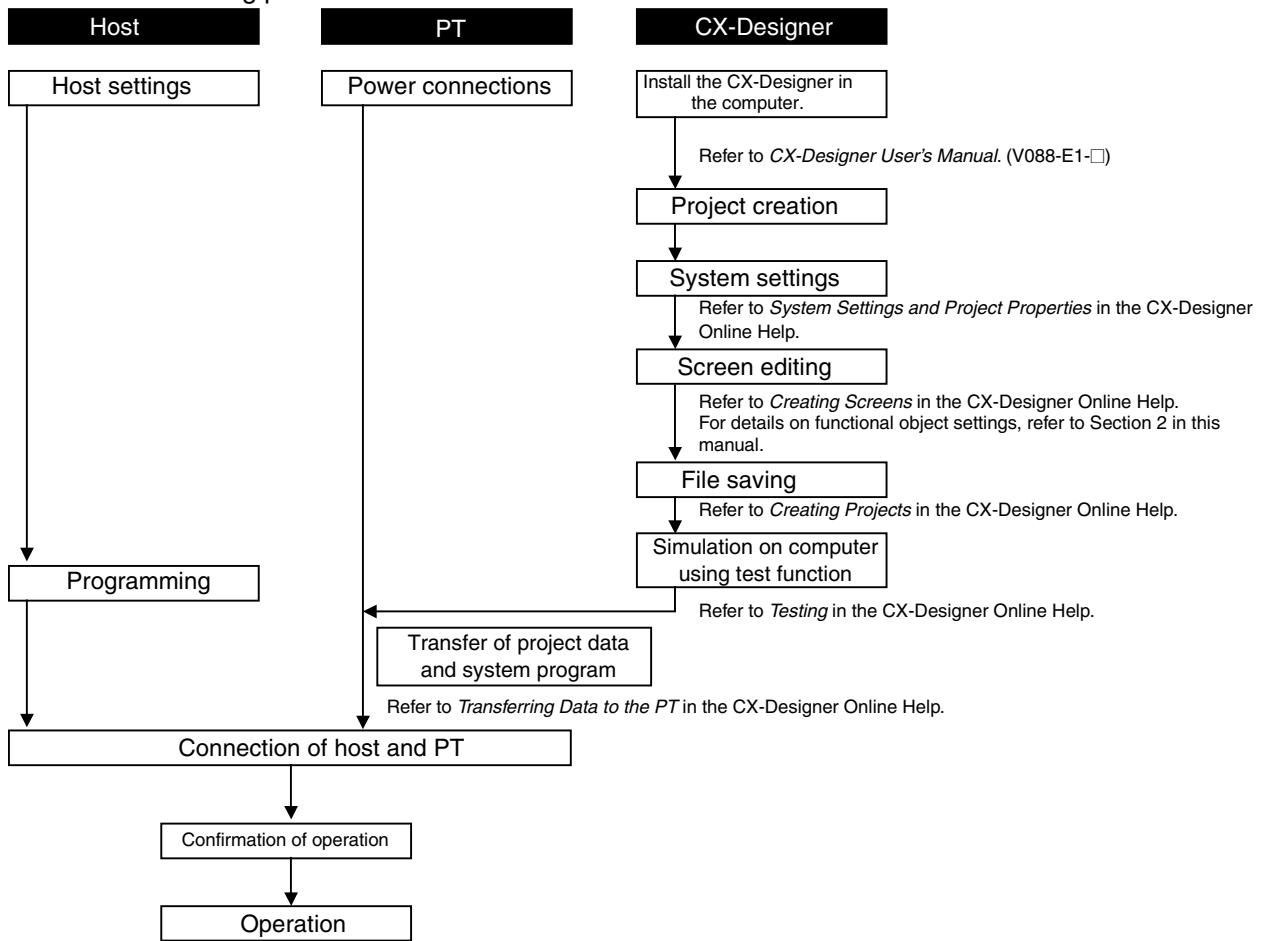 Host
PT
CX-Designer
Host settings
Power connections
Install the CX-Designer in
the computer.
Refer to CX-Designer User's Manual. (V088-E1-□)
Project creation
System settings
Refer to System Settings and Project Properties in the CX-Designer
Online Help.
Screen editing
Refer to Creating Screens in the CX-Designer Online Help.
For details on functional object settings, refer to Section 2 in this
manual.
File saving
Refer to Creating Projects in the CX-Designer Online Help.
Simulation on computer
using test function
Programming
Refer to Testing in the CX-Designer Online Help.
Transfer of project data
and system program
Refer to Transferring Data to the PT in the CX-Designer Online Help.
Connection of host and PT
Confirmation of operation
Operation